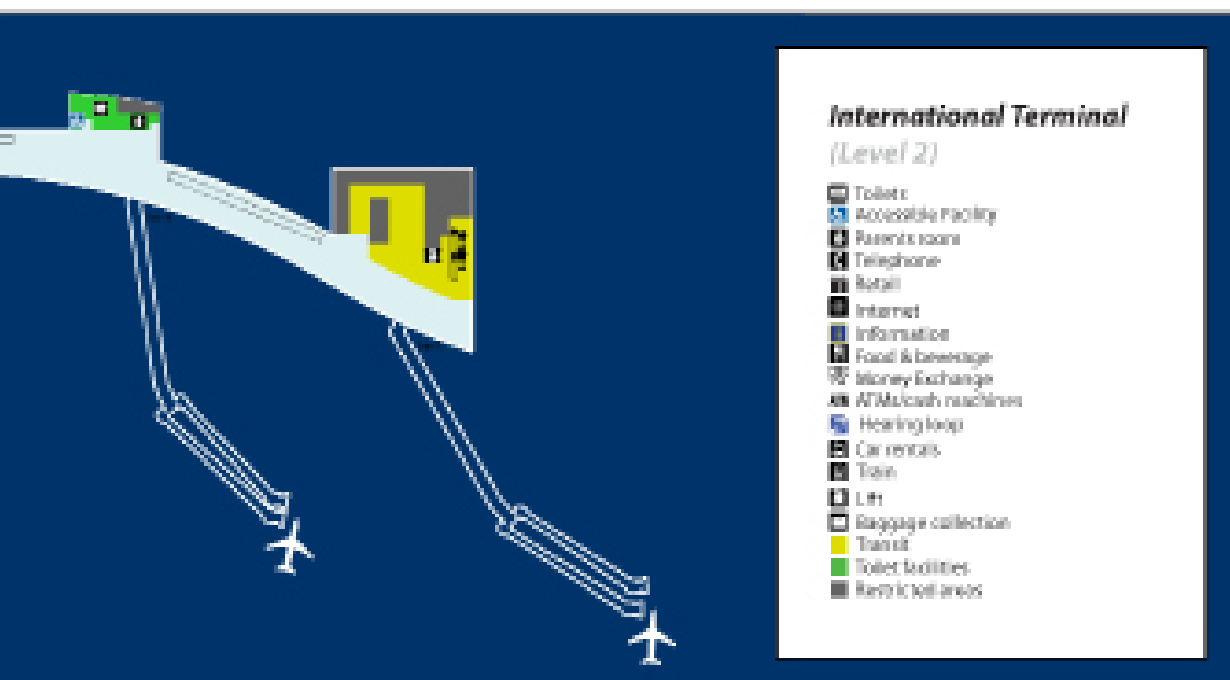 International Terminal
(Level 2)
Toilets
Accessible Facility
Parents room
Telephone
Retail
Internet
Information
Food & beverage
Money Exchange
ATMs/cash machines
Hearing loop
Car rentals
Train
Lift
Baggage collection
Transit
Toilet facilities
Restricted areas